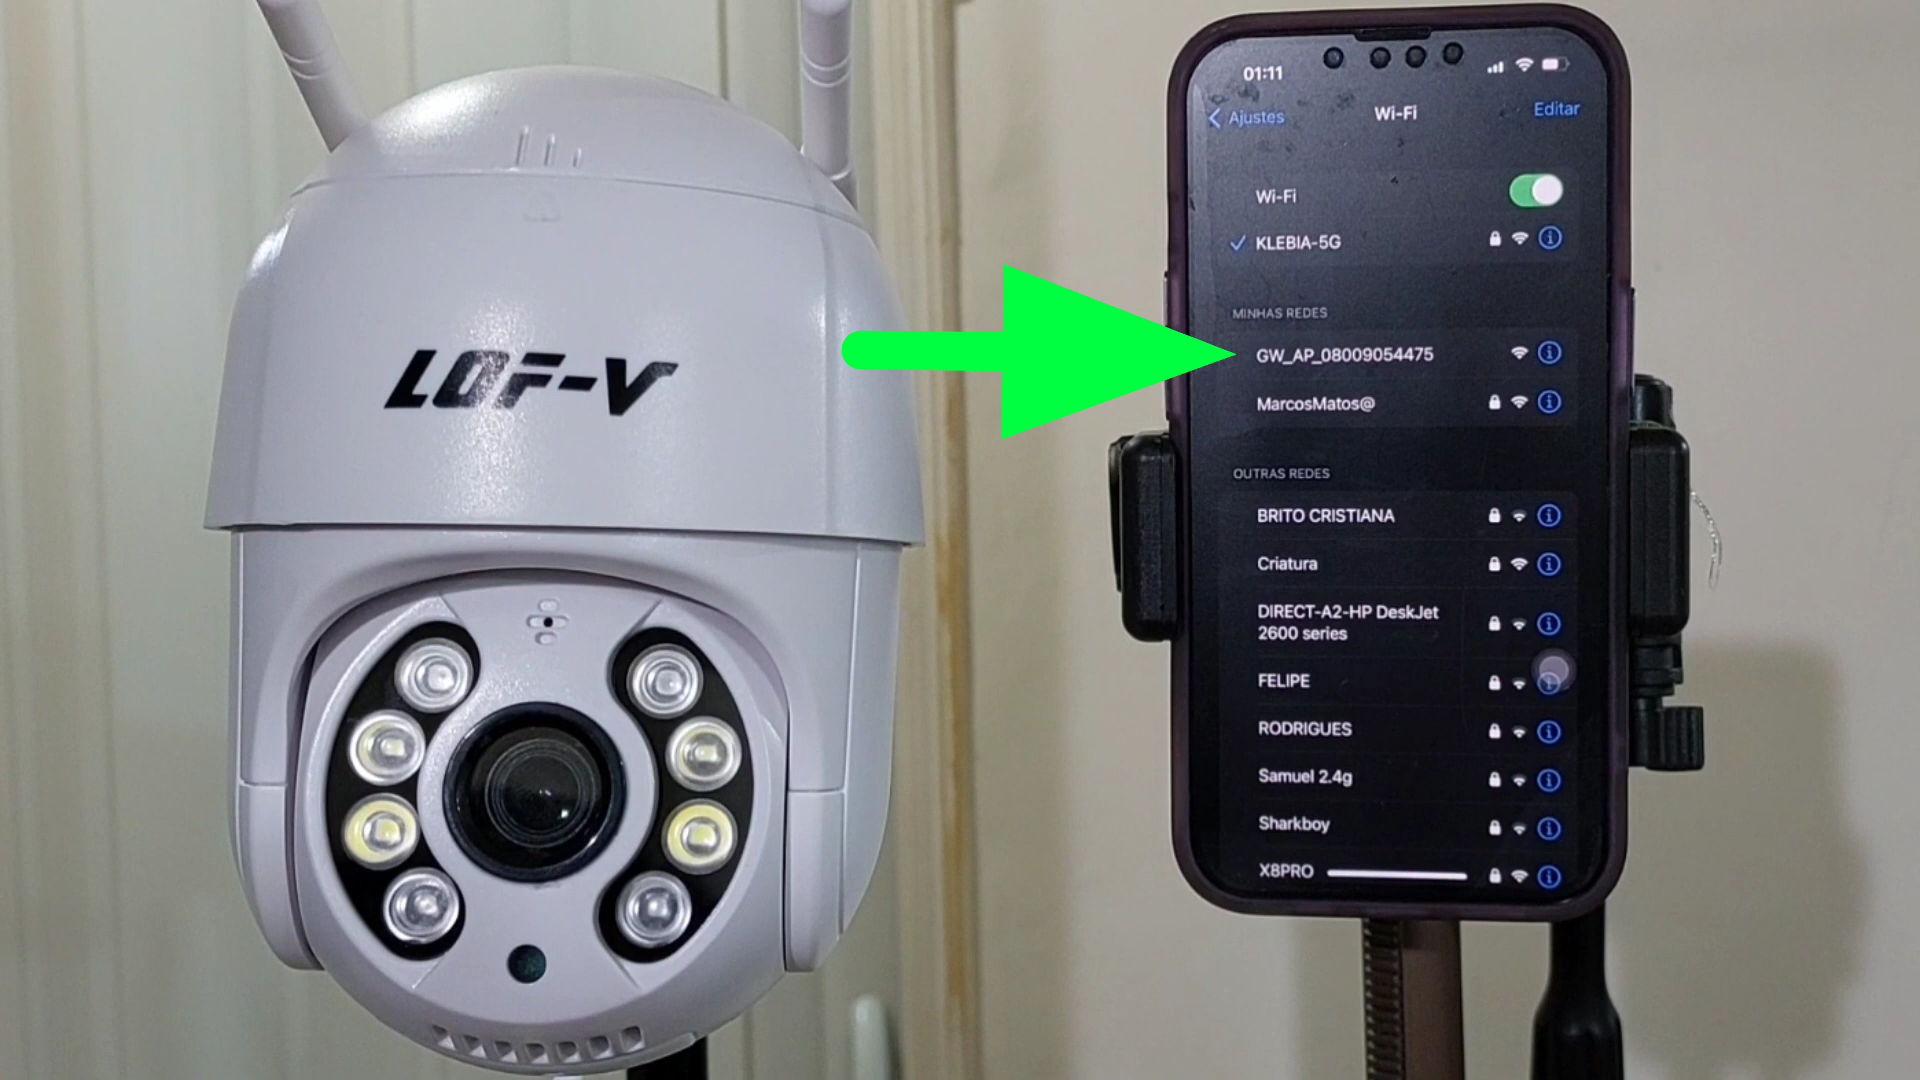 LOF-V
01:11
Ajustes
Wi-Fi
Editar
Wi-Fi
KLEBIA-5G
MINHAS REDES
GW_AP_08009054475
MarcosMatos@
OUTRAS REDES
BRITO CRISTIANA
Criatura
DIRECT-A2-HP DeskJet
2600 series
FELIPE
RODRIGUES
Samuel 2.4g
Sharkboy
X8PRO